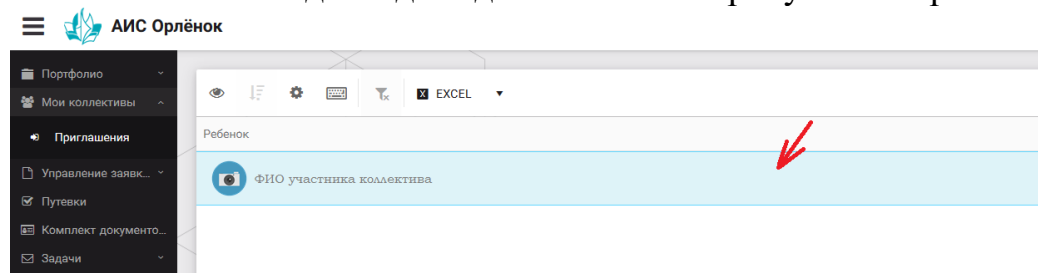 АИС Орлёнок
Портфолио
Мои коллективы
Приглашения
Управление заявк...
Путевки
Комплект документо...
Задачи
X EXCEL
Ребенок
ФИО участника коллектива